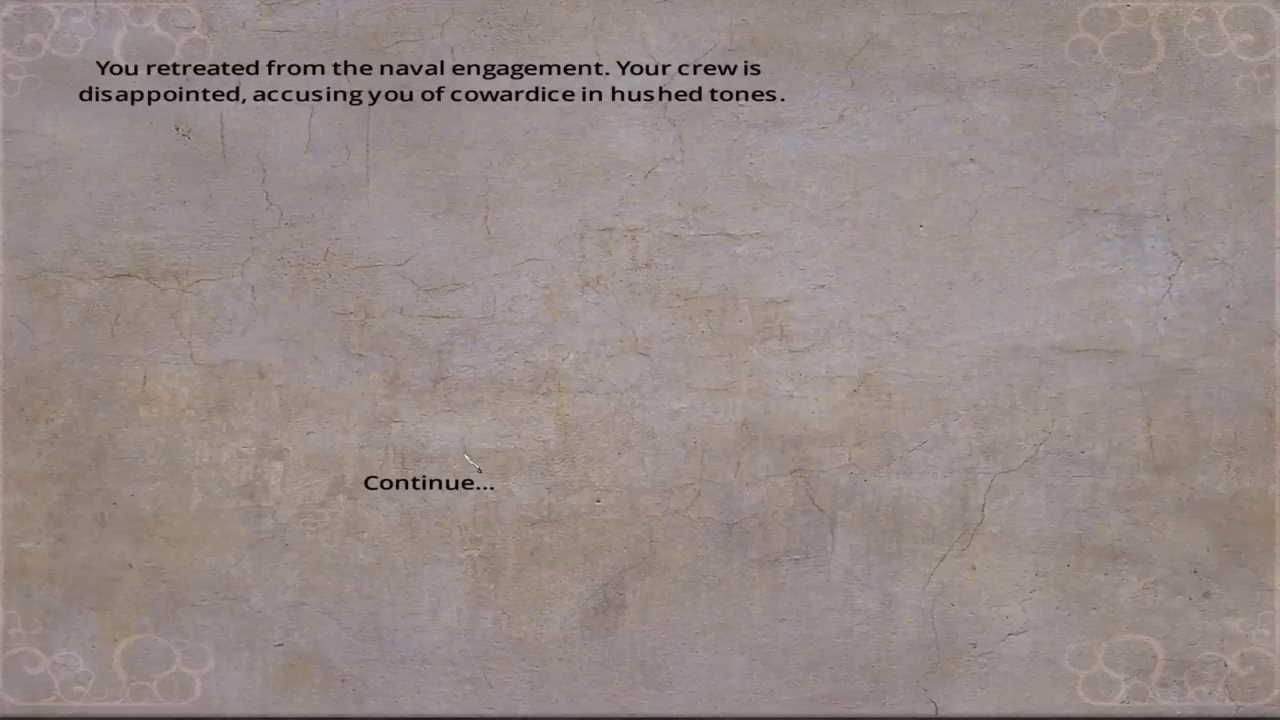 You retreated from the naval engagement. Your crew is
disappointed, accusing you of cowardice in hushed tones.
Continue...